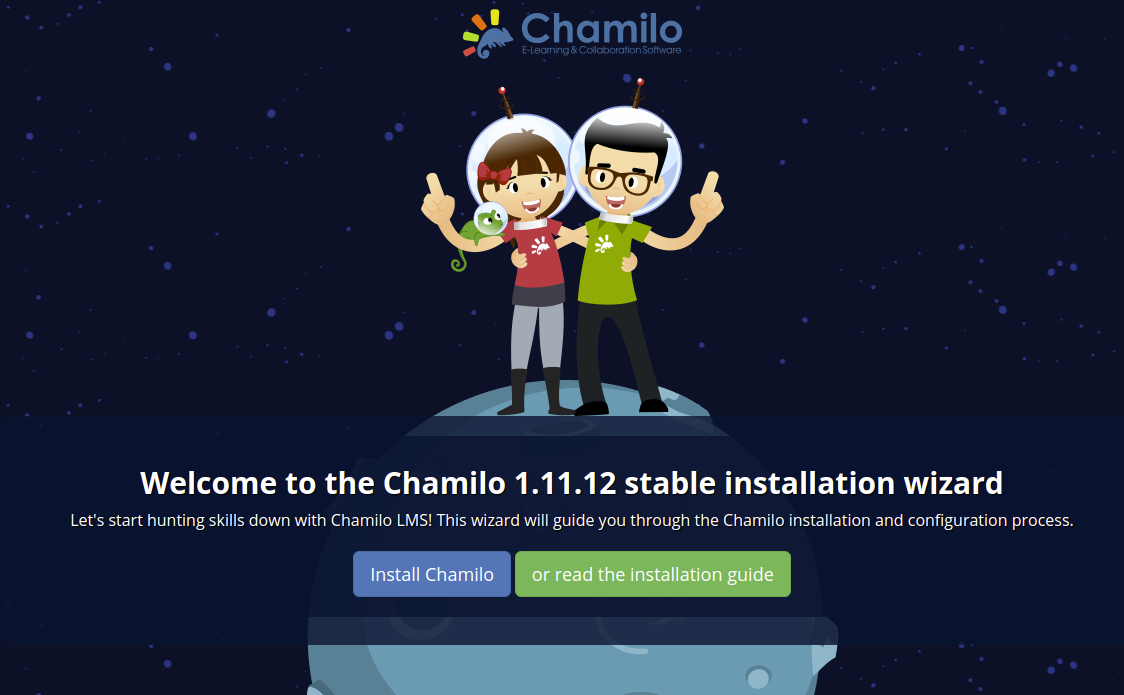 Chamilo
E-Learning & Collaboration Software
Welcome to the Chamilo 1.11.12 stable installation wizard
Let's start hunting skills down with Chamilo LMS! This wizard will guide you through the Chamilo installation and configuration process.
Install Chamilo
or read the installation guide